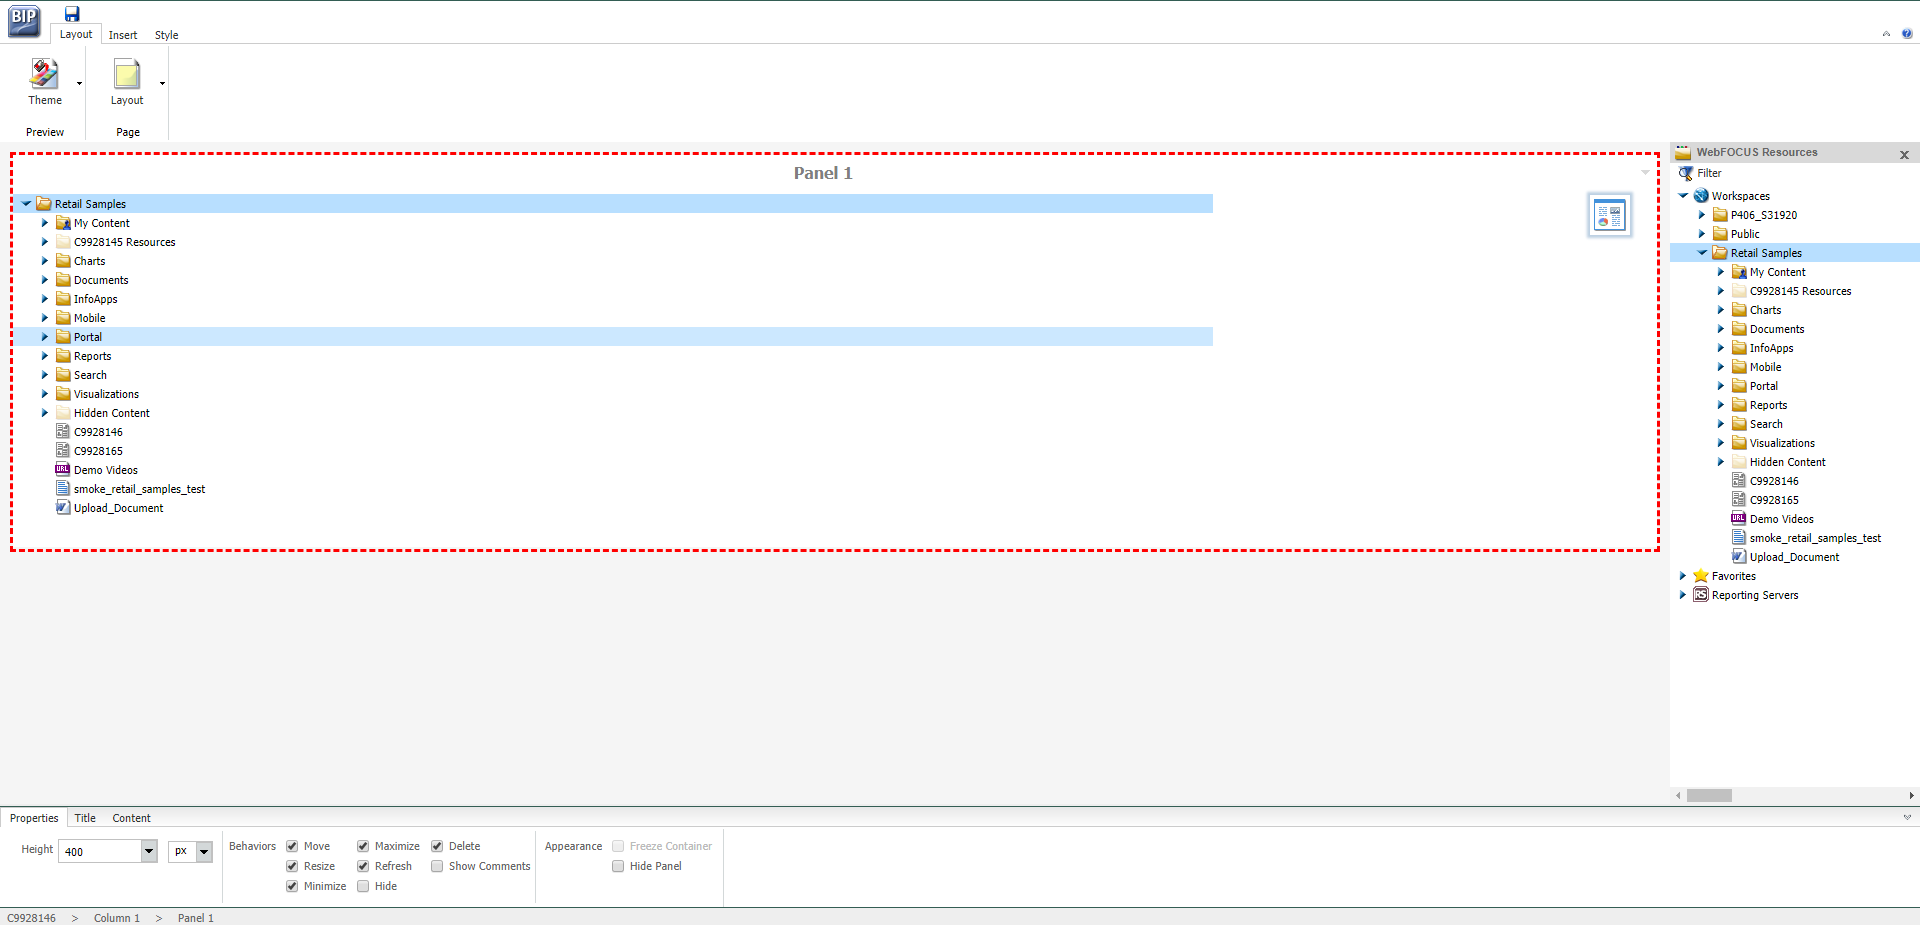 BIP
Layout
Insert
Style
Theme
Preview
Layout
Page
Panel 1
Retail Samples
My Content
C9928145 Resources
Charts
Documents
InfoApps
Mobile
Portal
Reports
Search
Visualizations
Hidden Content
C9928146
C9928165
URL Demo Videos
smoke_retail_samples_test
Upload_Document
WebFOCUS Resources
x
Filter
Workspaces
P406_S31920
Public
Retail Samples
My Content
C9928145 Resources
Charts
Documents
InfoApps
Mobile
Portal
Reports
Search
Visualizations
Hidden Content
C9928146
C9928165
URL Demo Videos
smoke_retail_samples_test
Upload_Document
Favorites
RS Reporting Servers
Properties Title Content
Height 400 px
Behaviors Move Maximize Delete
Resize Refresh Show Comments
Minimize Hide
Appearance Freeze Container
Hide Panel
C9928146 > Column 1 > Panel 1